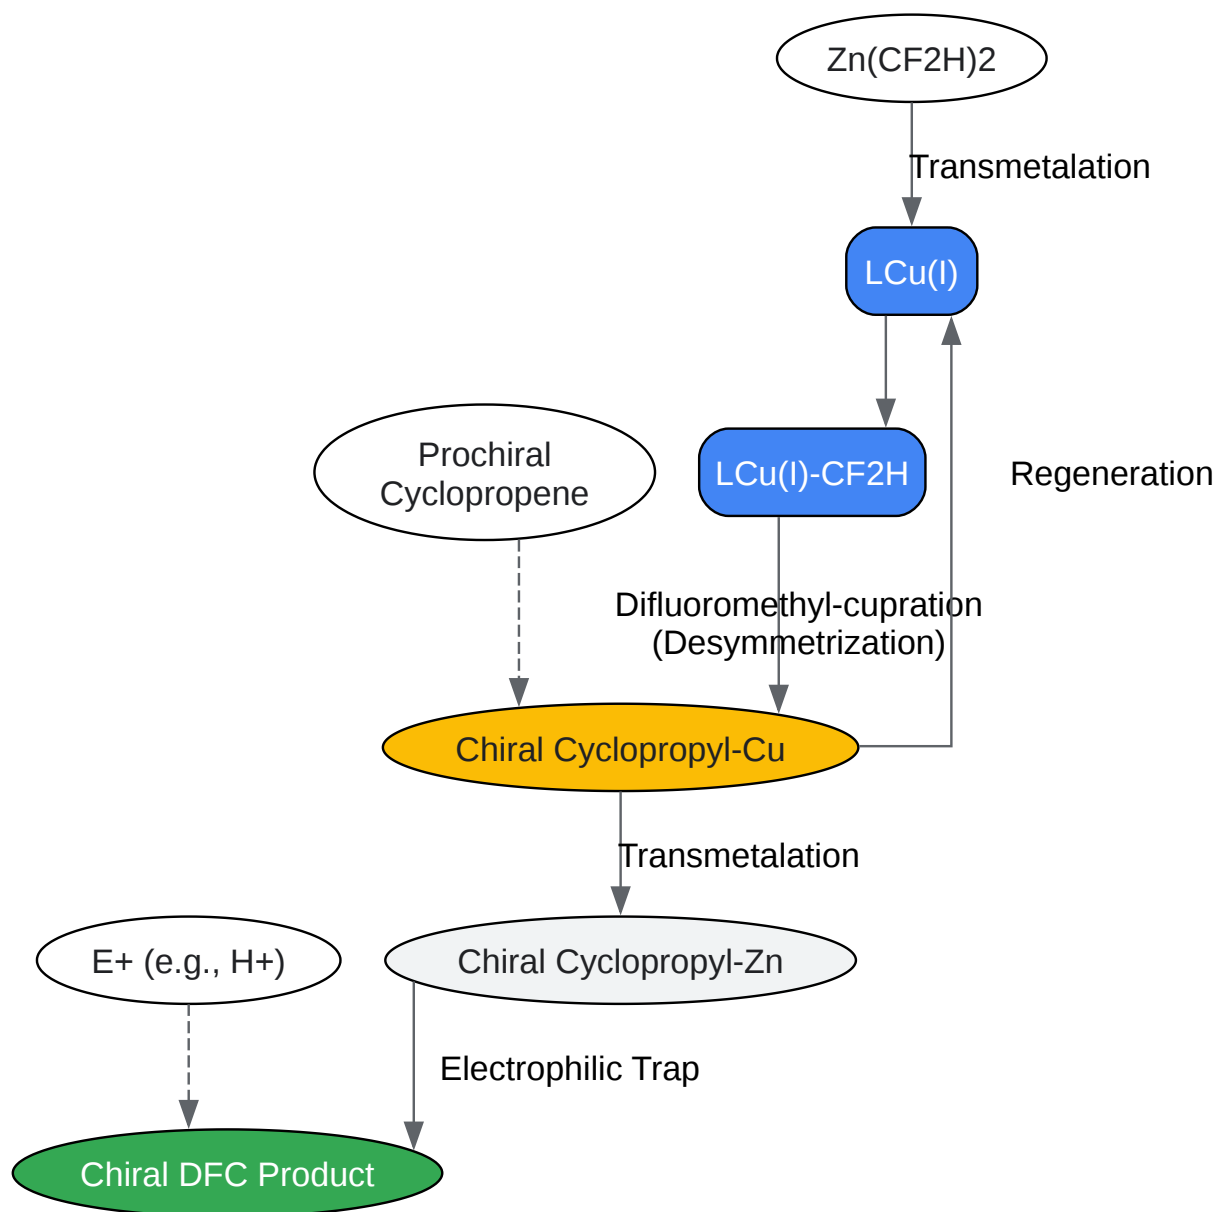 Zn(CF2H)2
Transmetalation
LCu(I)
Prochiral
Cyclopropene
LCu(I)-CF2H
Regeneration
Difluoromethyl-cupration
(Desymmetrization)
Chiral Cyclopropyl-Cu
Transmetalation
E+ (e.g., H+)
Chiral Cyclopropyl-Zn
Electrophilic Trap
Chiral DFC Product